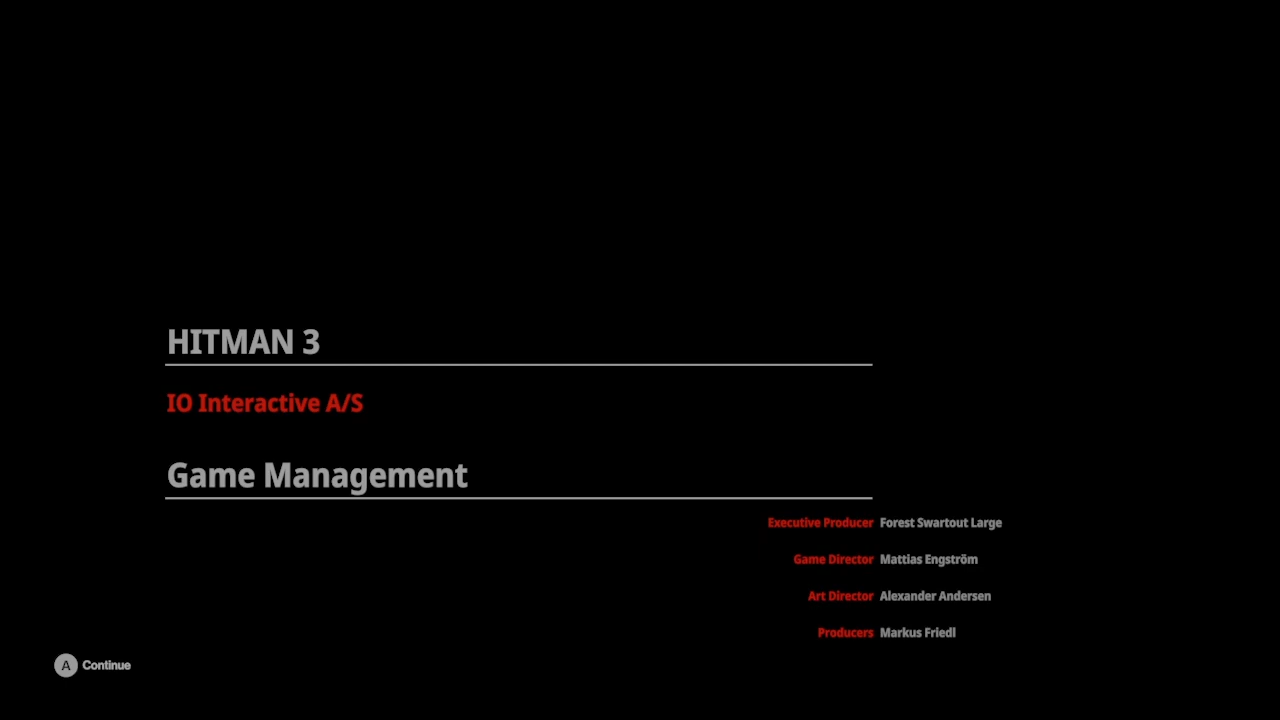 HITMAN 3
IO Interactive A/S
Game Management
Executive Producer Forest Swartout Large
Game Director Mattias Engström
Art Director Alexander Andersen
Producers Markus Friedl
A Continue